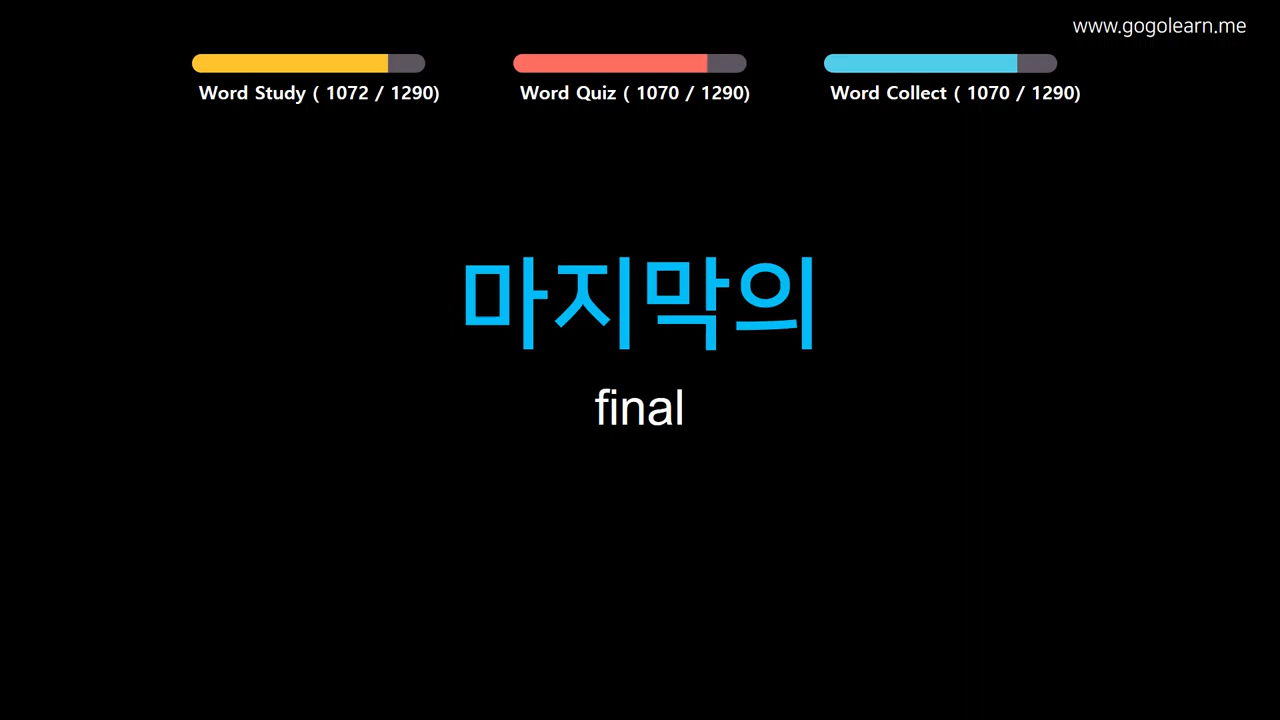 www.gogolearn.me
Word Study ( 1072 / 1290)
Word Quiz ( 1070 / 1290)
Word Collect ( 1070 / 1290)
마지막의
final